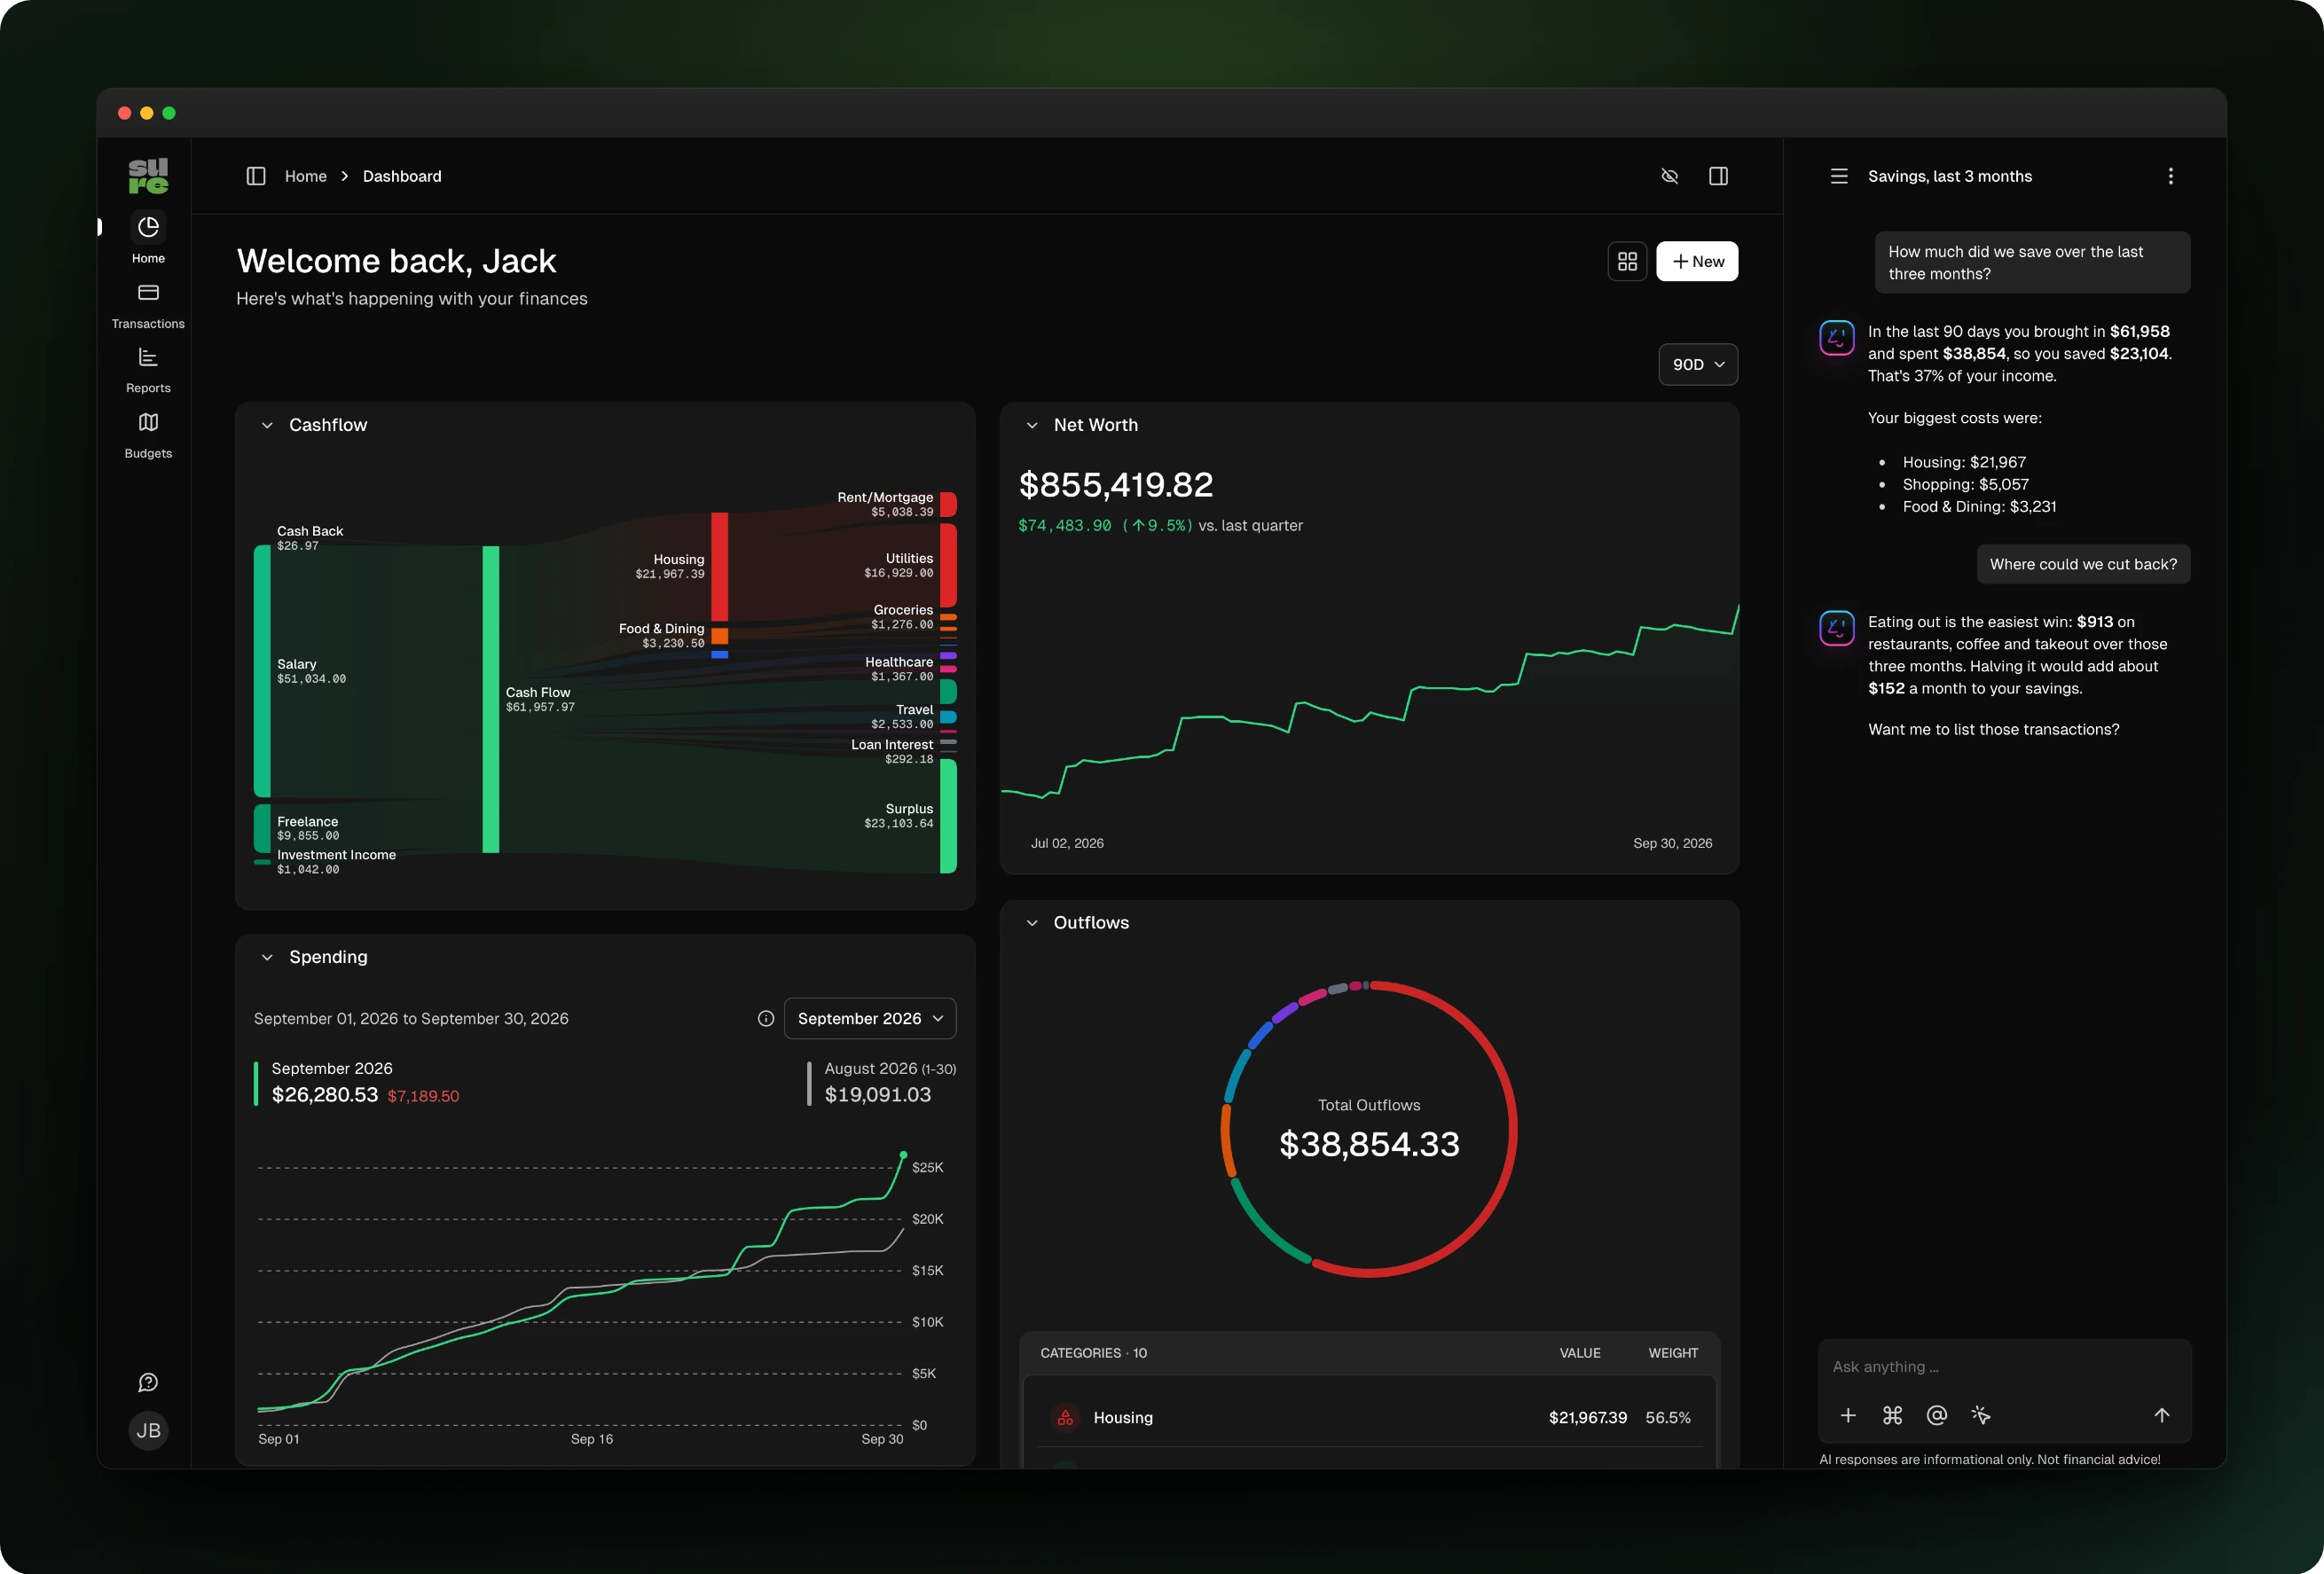 sure
Home
Transactions
Reports
Budgets
JB
Home > Dashboard
Welcome back, Jack
Here's what's happening with your finances
+ New
90D
Cashflow
Cash Back
$26.97
Salary
$51,034.00
Freelance
$9,855.00
Investment Income
$1,042.00
Cash Flow
$61,957.97
Housing
$21,967.39
Food & Dining
$3,230.50
Rent/Mortgage
$5,038.39
Utilities
$16,929.00
Groceries
$1,276.00
Healthcare
$1,367.00
Travel
$2,533.00
Loan Interest
$292.18
Surplus
$23,103.64
Spending
September 01, 2026 to September 30, 2026
September 2026
September 2026
$26,280.53 $7,189.50
August 2026 (1-30)
$19,091.03
$25K
$20K
$15K
$10K
$5K
$0
Sep 01
Sep 16
Sep 30
Net Worth
$855,419.82
$74,483.90 (↑9.5%) vs. last quarter
Jul 02, 2026
Sep 30, 2026
Outflows
Total Outflows
$38,854.33
CATEGORIES · 10 VALUE WEIGHT
Housing $21,967.39 56.5%
Savings, last 3 months
How much did we save over the last
three months?
In the last 90 days you brought in $61,958
and spent $38,854, so you saved $23,104.
That's 37% of your income.
Your biggest costs were:
• Housing: $21,967
• Shopping: $5,057
• Food & Dining: $3,231
Where could we cut back?
Eating out is the easiest win: $913 on
restaurants, coffee and takeout over those
three months. Halving it would add about
$152 a month to your savings.
Want me to list those transactions?
Ask anything ...
AI responses are informational only. Not financial advice!